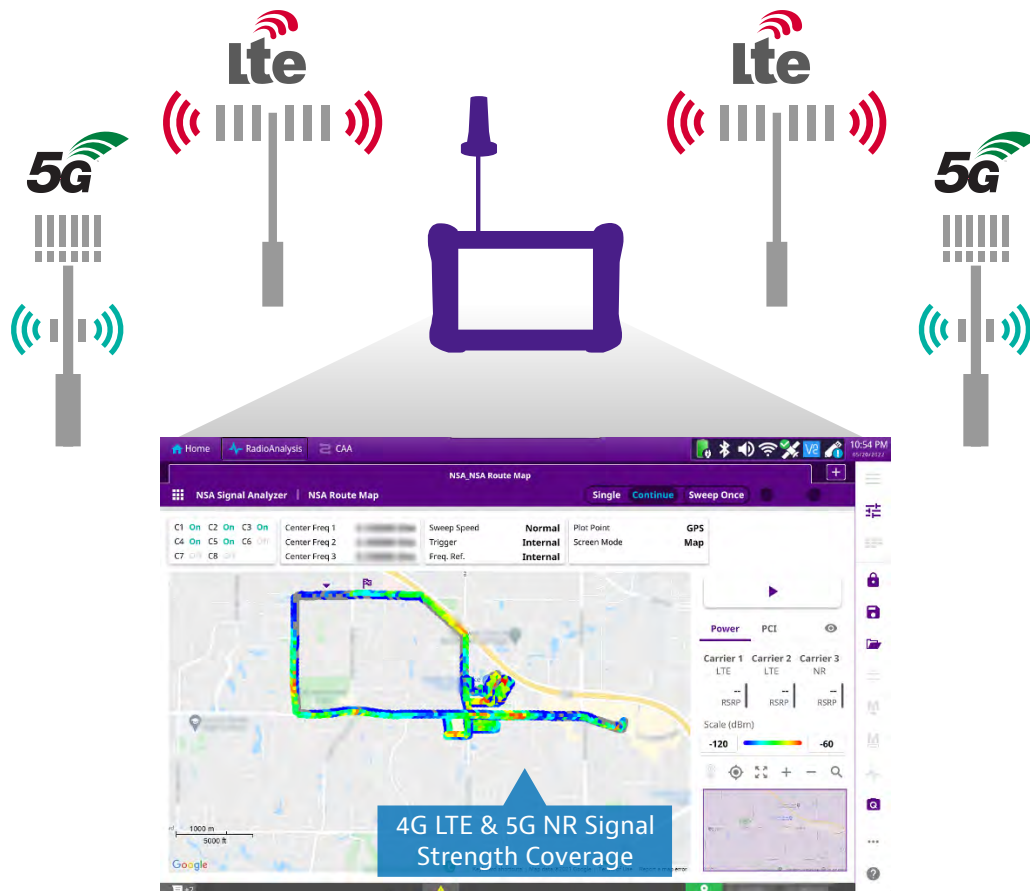 Lte
Lte
5G
5G
Home
RadioAnalysis
CAA
10:54 PM
NSA_NSA Route Map
+
NSA Signal Analyzer | NSA Route Map
Single Continue Sweep Once
C1 On C2 On C3 On
C4 On C5 On C6 Off
C7 Off C8 Off
Center Freq 1
Center Freq 2
Center Freq 3
Sweep Speed Normal
Trigger Internal
Freq. Ref. Internal
Plot Point GPS
Screen Mode Map
Power PCI
Carrier 1 Carrier 2 Carrier 3
LTE LTE NR
-- -- --
RSRP RSRP RSRP
Scale (dBm)
-120 -60
1000 m
5000 ft
Google
4G LTE & 5G NR Signal
Strength Coverage